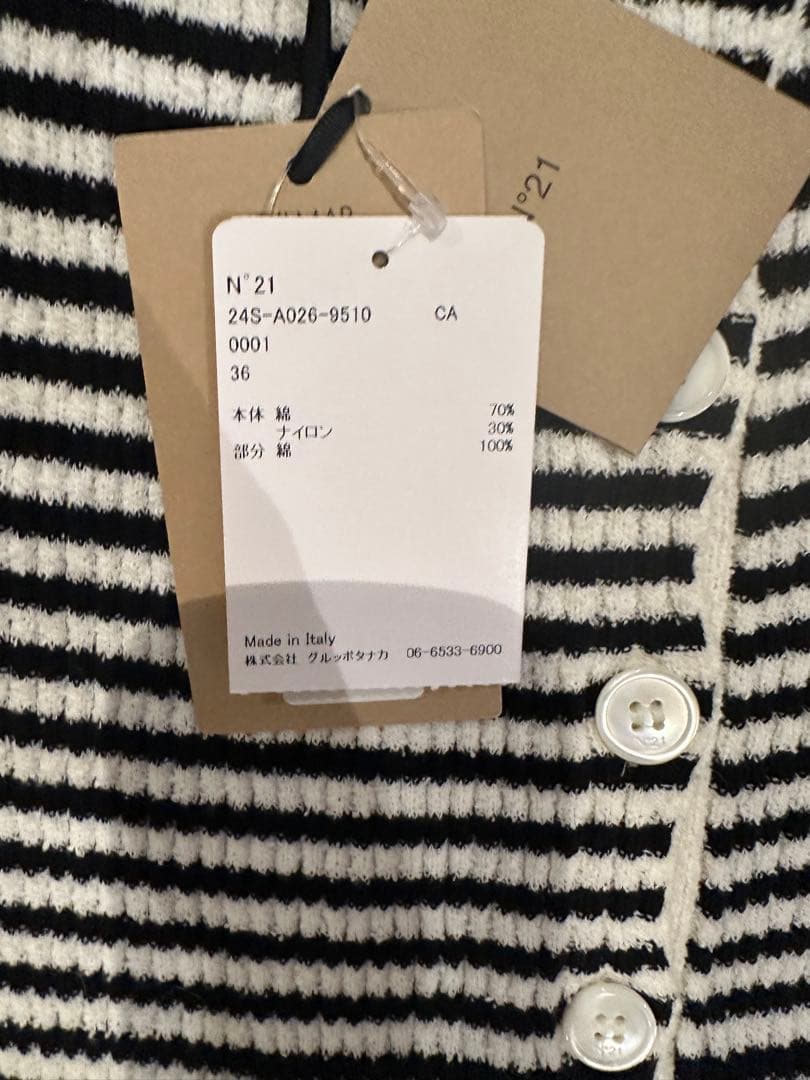 N°21
N°21
24S-A026-9510 CA
0001
36
本体 綿 70%
ナイロン 30%
部分 綿 100%
Made in Italy
株式会社 グルッポタナカ 06-6533-6900